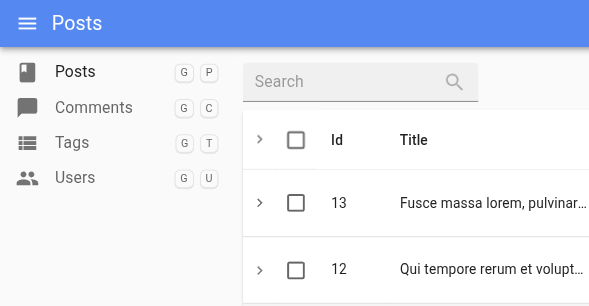 Posts
Posts G P
Comments G C
Tags G T
Users G U
Search
Id Title
13 Fusce massa lorem, pulvinar…
12 Qui tempore rerum et volupt…